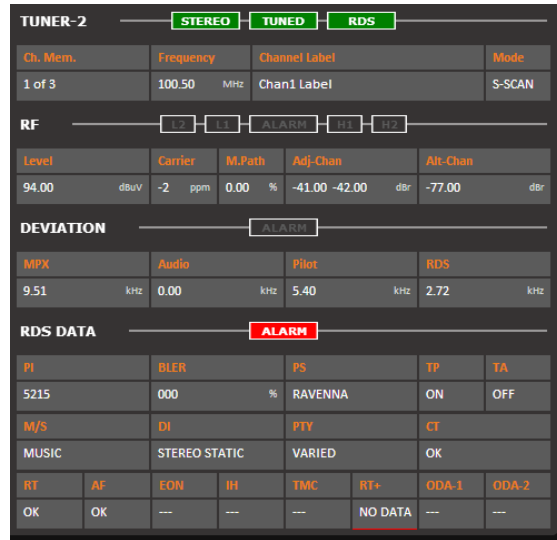 TUNER-2 STEREO TUNED RDS
Ch. Mem. Frequency Channel Label Mode
1 of 3 100.50 MHz Chan1 Label S-SCAN
RF L2 L1 ALARM H1 H2
Level Carrier M.Path Adj-Chan Alt-Chan
94.00 dBuV -2 ppm 0.00 % -41.00 -42.00 dBr -77.00 dBr
DEVIATION ALARM
MPX Audio Pilot RDS
9.51 kHz 0.00 kHz 5.40 kHz 2.72 kHz
RDS DATA ALARM
PI BLER PS TP TA
5215 000 % RAVENNA ON OFF
M/S DI PTY CT
MUSIC STEREO STATIC VARIED OK
RT AF EON IH TMC RT+ ODA-1 ODA-2
OK OK --- --- --- NO DATA --- ---